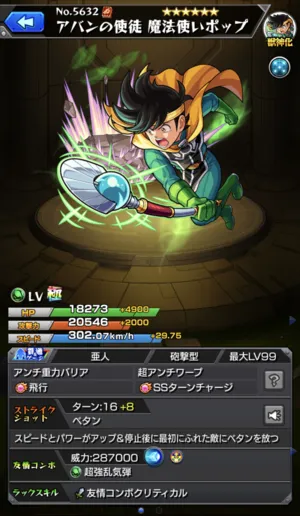 No.5632
アバンの使徒 魔法使いポップ
獣神化
LV 極
HP 18273 +4900
攻撃力 20546 +2000
スピード 302.07km/h +29.75
亜人 砲撃型 最大LV99
アンチ重力バリア 超アンチワープ
飛行 SSターンチャージ
?
ストライクショット ターン:16 +8
ベタン
スピードとパワーがアップ&停止後に最初にふれた敵にベタンを放つ
友情コンボ 威力:287000
超強乱気弾
ラックスキル 友情コンボクリティカル